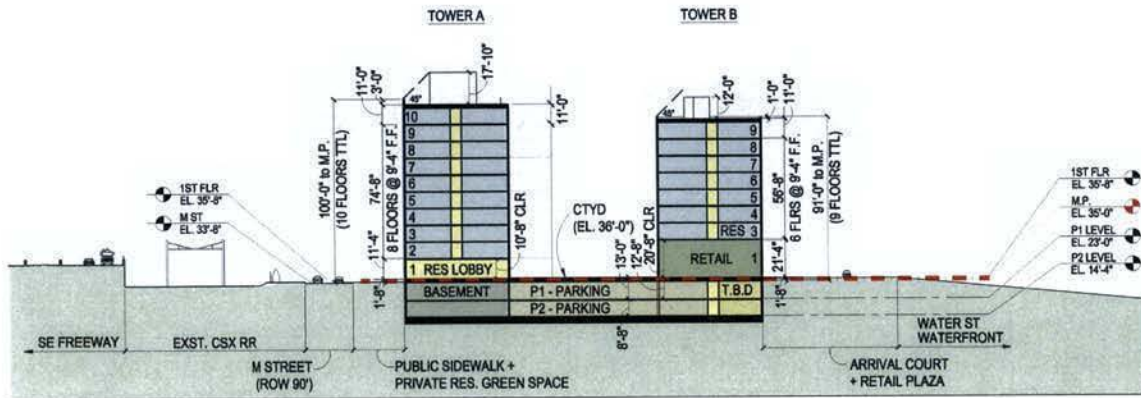 TOWER A
TOWER B
11'-0"
3'-0"
45°
17'-10"
11'-0"
100'-0" to M.P.
(10 FLOORS TTL)
74'-8"
8 FLOORS @ 9'-4" F.F.
11'-4"
1'-8"
10
9
8
7
6
5
4
3
2
1 RES LOBBY
BASEMENT
10'-8" CLR
P1 - PARKING
P2 - PARKING
CTYD
(EL. 36'-0")
13'-0"
12'-8"
20'-8" CLR
8'-8"
45°
12'-0"
1'-0"
11'-0"
9
8
7
6
5
4
RES 3
RETAIL 1
T.B.D
56'-8"
6 FLRS @ 9'-4" F.F.
21'-4"
1'-8"
91'-0" to M.P.
(9 FLOORS TTL)
1ST FLR
EL. 35'-8"
M ST
EL. 33'-8"
1ST FLR
EL. 35'-8"
M.P.
EL. 35'-0"
P1 LEVEL
EL. 23'-0"
P2 LEVEL
EL. 14'-4"
SE FREEWAY
EXST. CSX RR
M STREET
(ROW 90')
PUBLIC SIDEWALK +
PRIVATE RES. GREEN SPACE
ARRIVAL COURT
+ RETAIL PLAZA
WATER ST
WATERFRONT